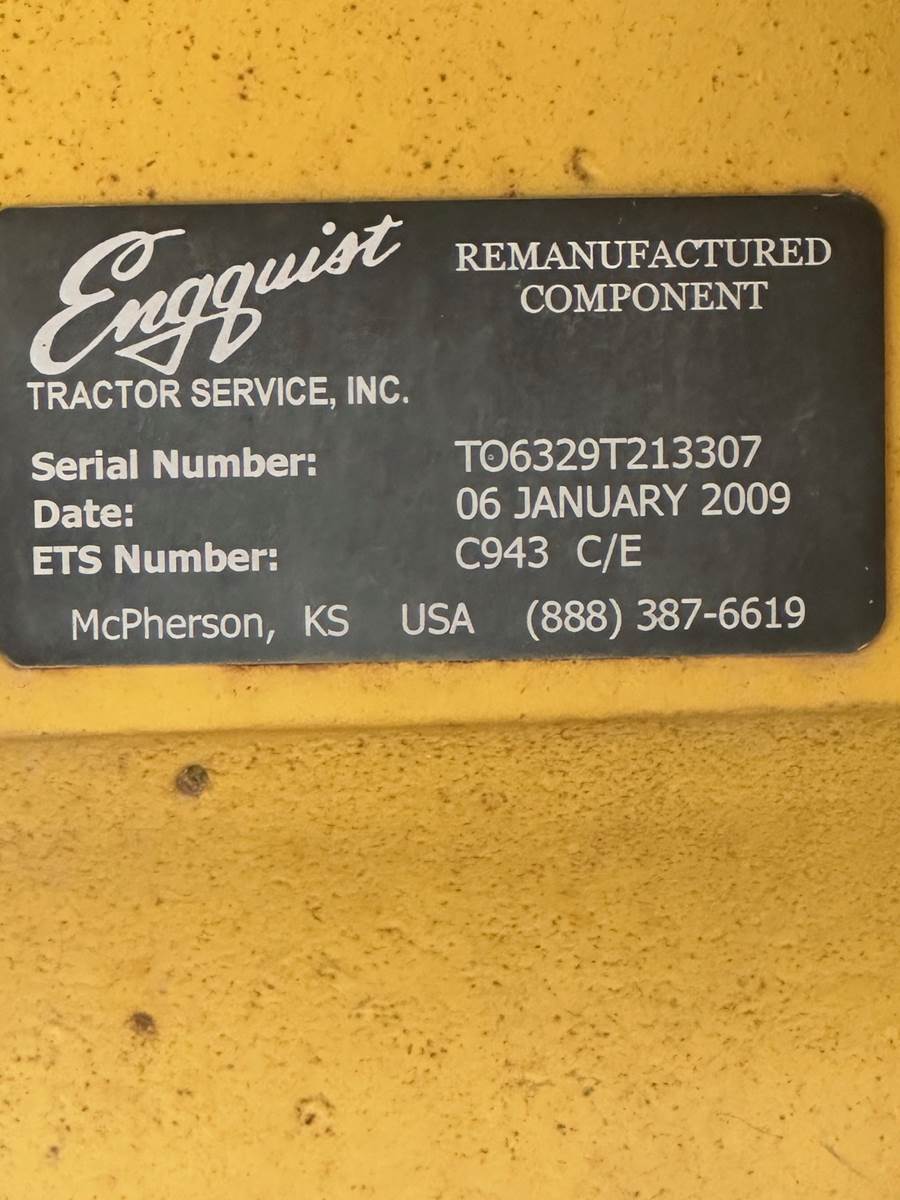 Engquist
TRACTOR SERVICE, INC.
REMANUFACTURED
COMPONENT
Serial Number: TO6329T213307
Date: 06 JANUARY 2009
ETS Number: C943 C/E
McPherson, KS USA (888) 387-6619